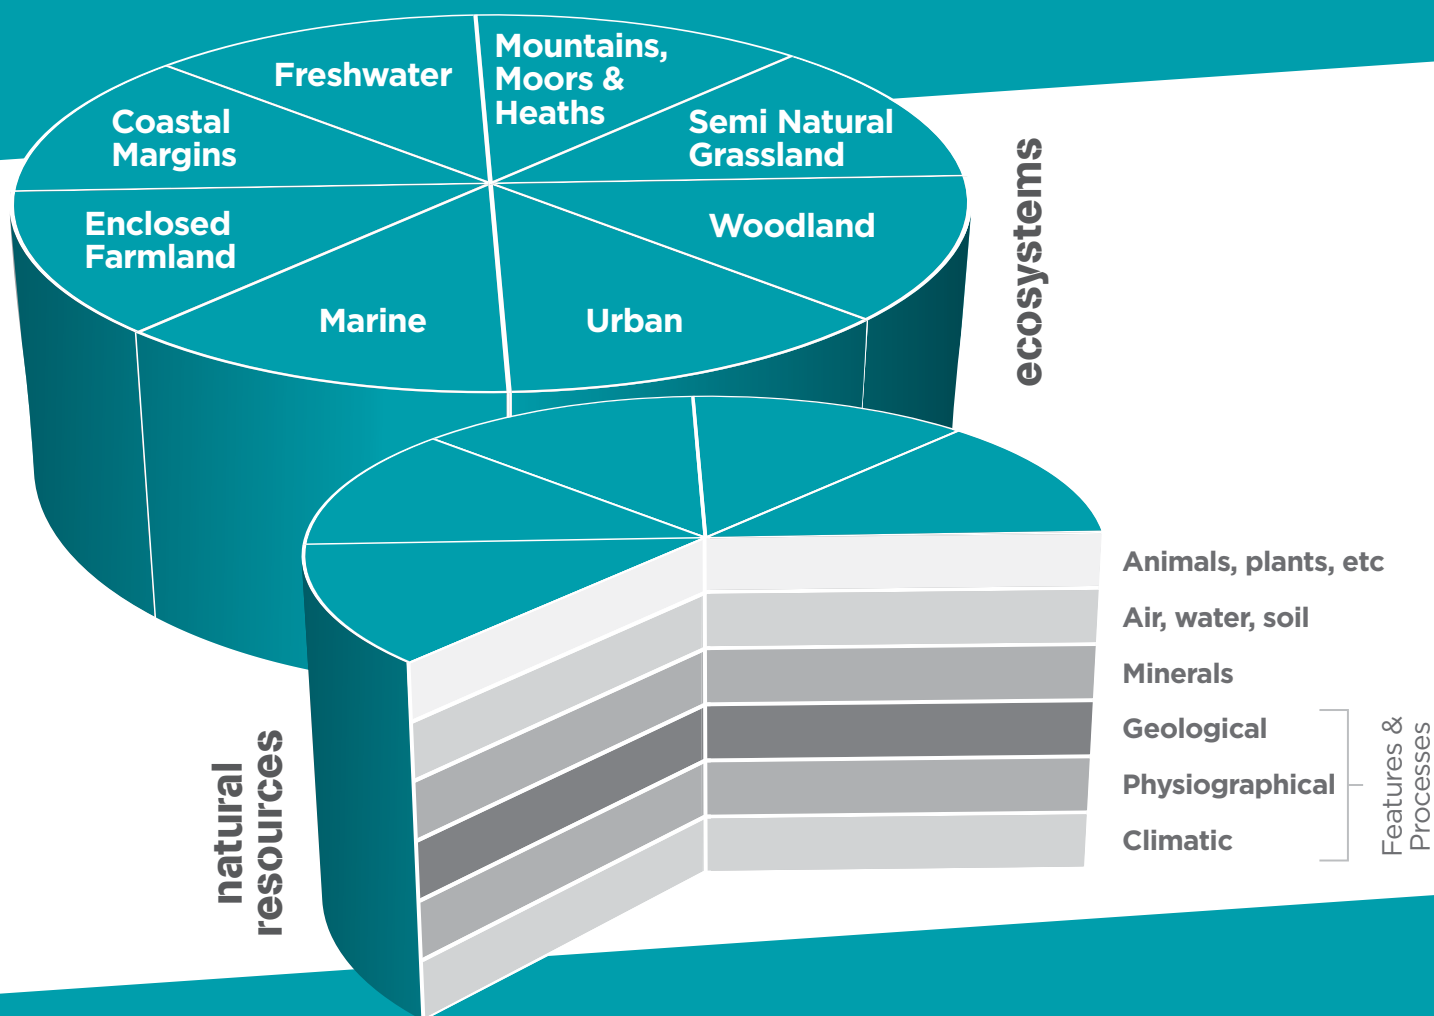 Freshwater
Mountains,
Moors &
Heaths
Coastal
Margins
Semi Natural
Grassland
Enclosed
Farmland
Woodland
Marine
Urban
ecosystems
natural
resources
Animals, plants, etc
Air, water, soil
Minerals
Geological
Physiographical
Climatic
Features &
Processes